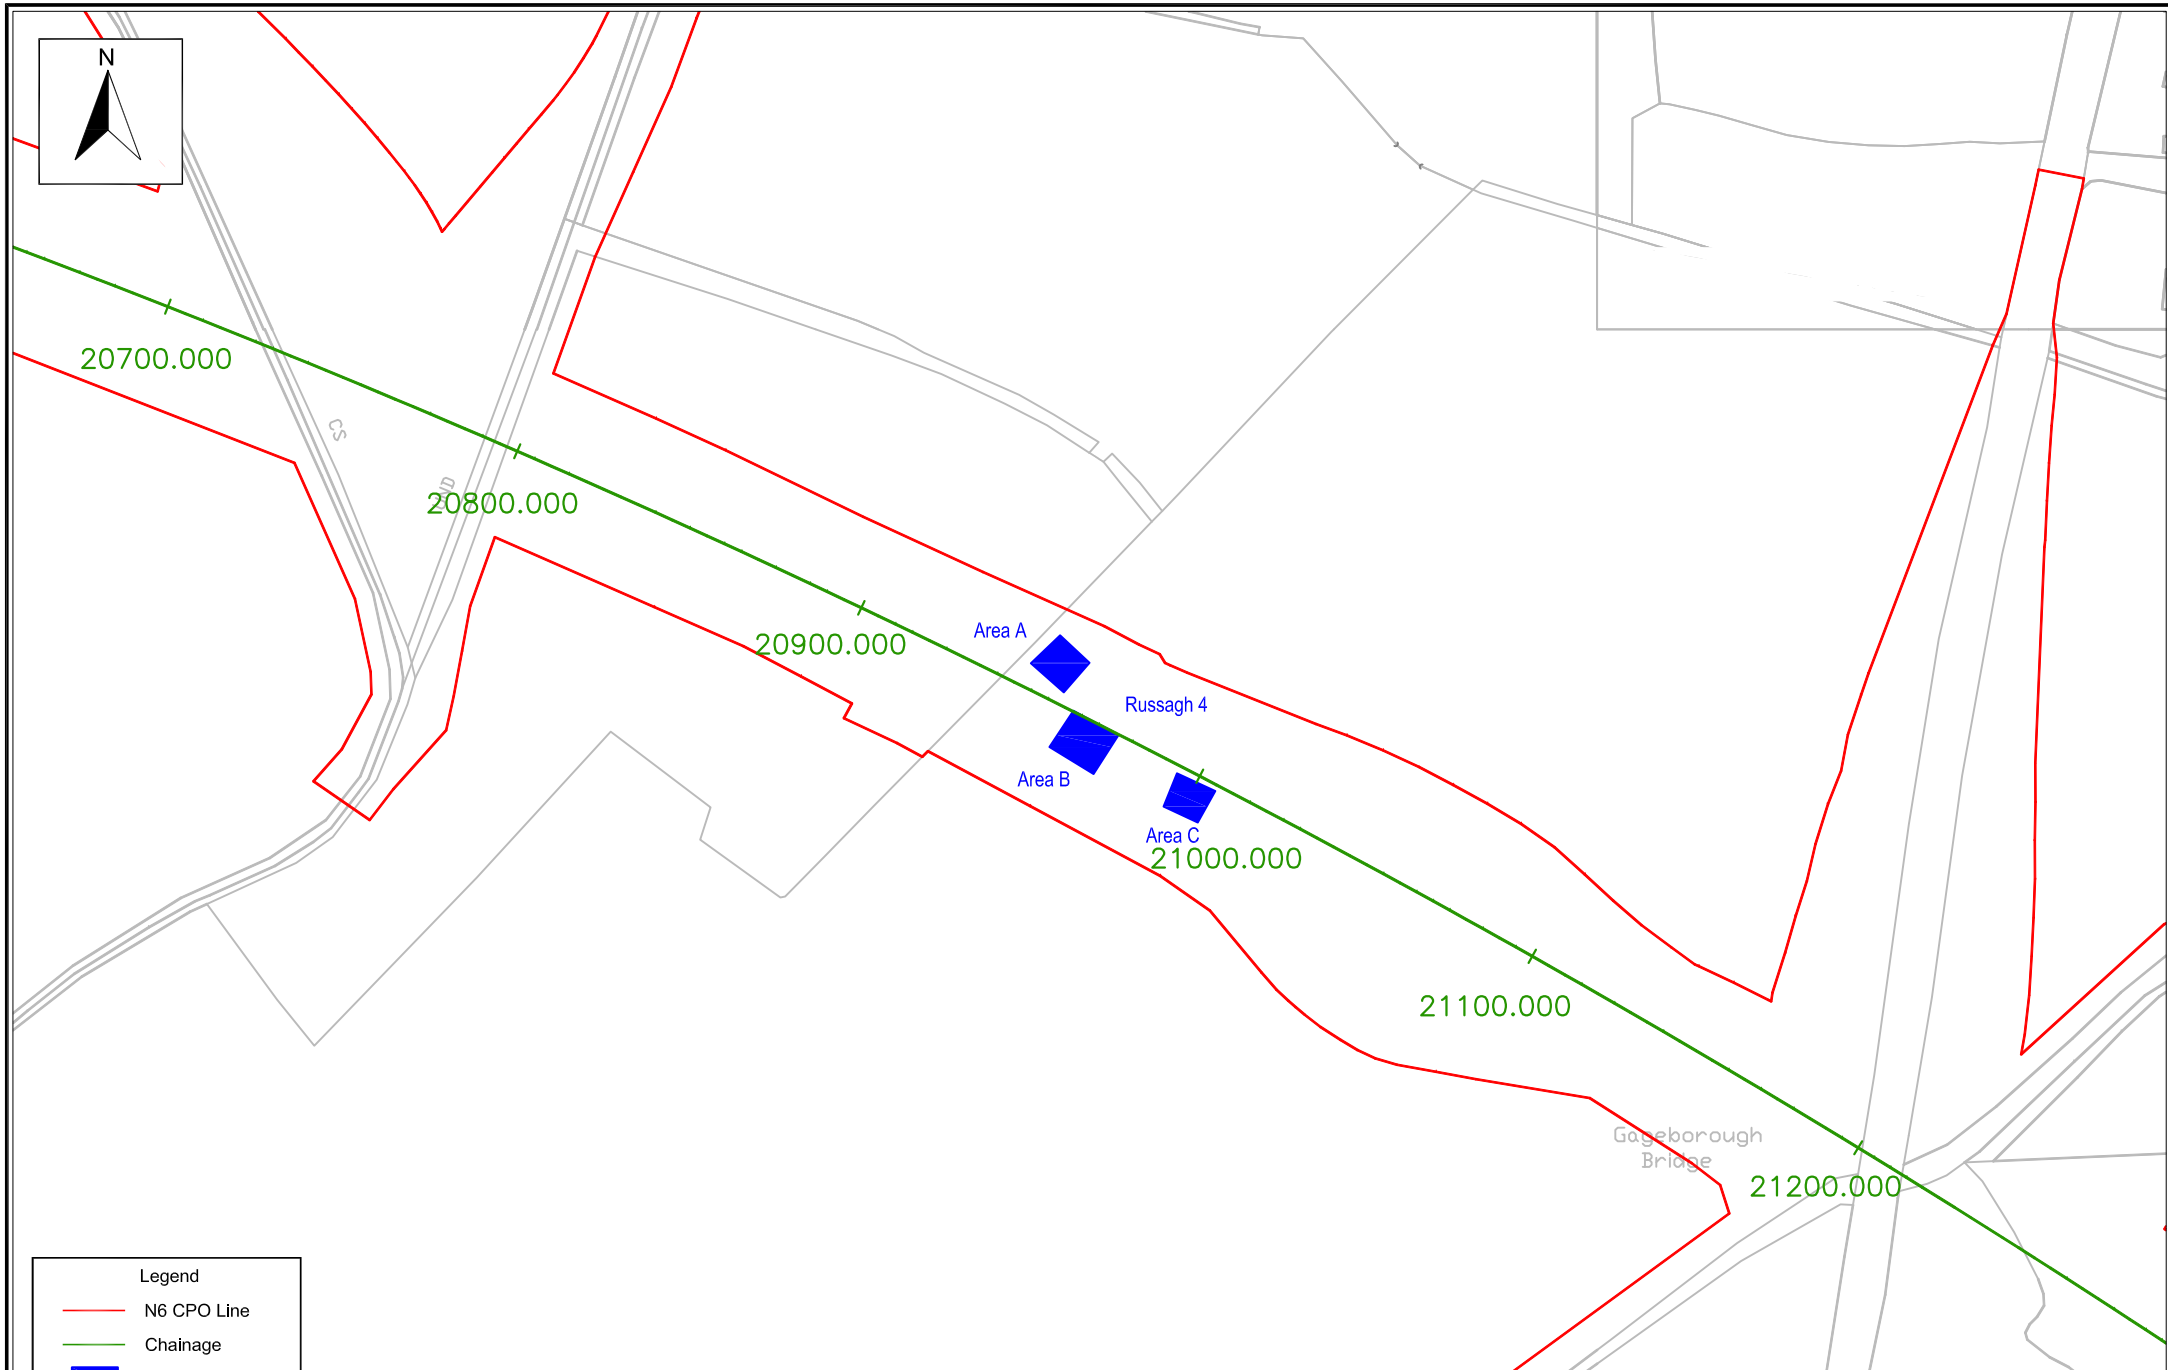 N
20700.000
CS
20800.000
20900.000
Area A
Russagh 4
Area B
Area C
21000.000
21100.000
Gageborough
Bridge
21200.000
Legend
N6 CPO Line
Chainage